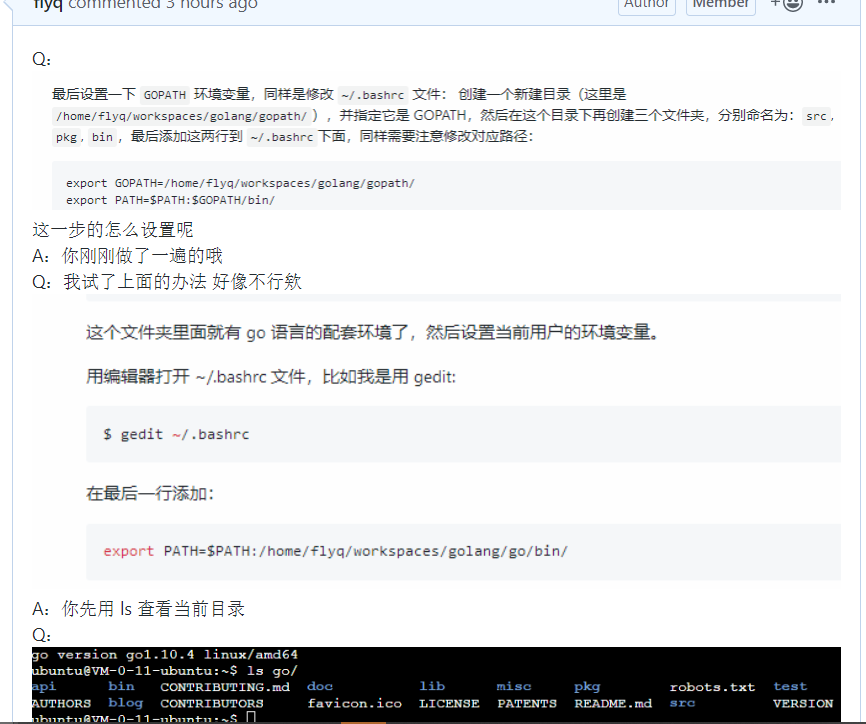 flyq commented 3 hours ago Author Member + ...
Q:
最后设置一下 GOPATH 环境变量，同样是修改 ~/.bashrc 文件： 创建一个新建目录（这里是
/home/flyq/workspaces/golang/gopath/ ），并指定它是 GOPATH，然后在这个目录下再创建三个文件夹，分别命名为： src ,
pkg , bin ，最后添加这两行到 ~/.bashrc 下面，同样需要注意修改对应路径：
export GOPATH=/home/flyq/workspaces/golang/gopath/
export PATH=$PATH:$GOPATH/bin/
这一步的怎么设置呢
A：你刚刚做了一遍的哦
Q：我试了上面的办法 好像不行欸
这个文件夹里面就有 go 语言的配套环境了，然后设置当前用户的环境变量。
用编辑器打开 ~/.bashrc 文件，比如我是用 gedit:
$ gedit ~/.bashrc
在最后一行添加：
export PATH=$PATH:/home/flyq/workspaces/golang/go/bin/
A：你先用 ls 查看当前目录
Q:
go version go1.10.4 linux/amd64
ubuntu@VM-0-11-ubuntu:~$ ls go/
api bin CONTRIBUTING.md doc lib misc pkg robots.txt test
AUTHORS blog CONTRIBUTORS favicon.ico LICENSE PATENTS README.md src VERSION
ubuntu@VM-0-11-ubuntu:~$